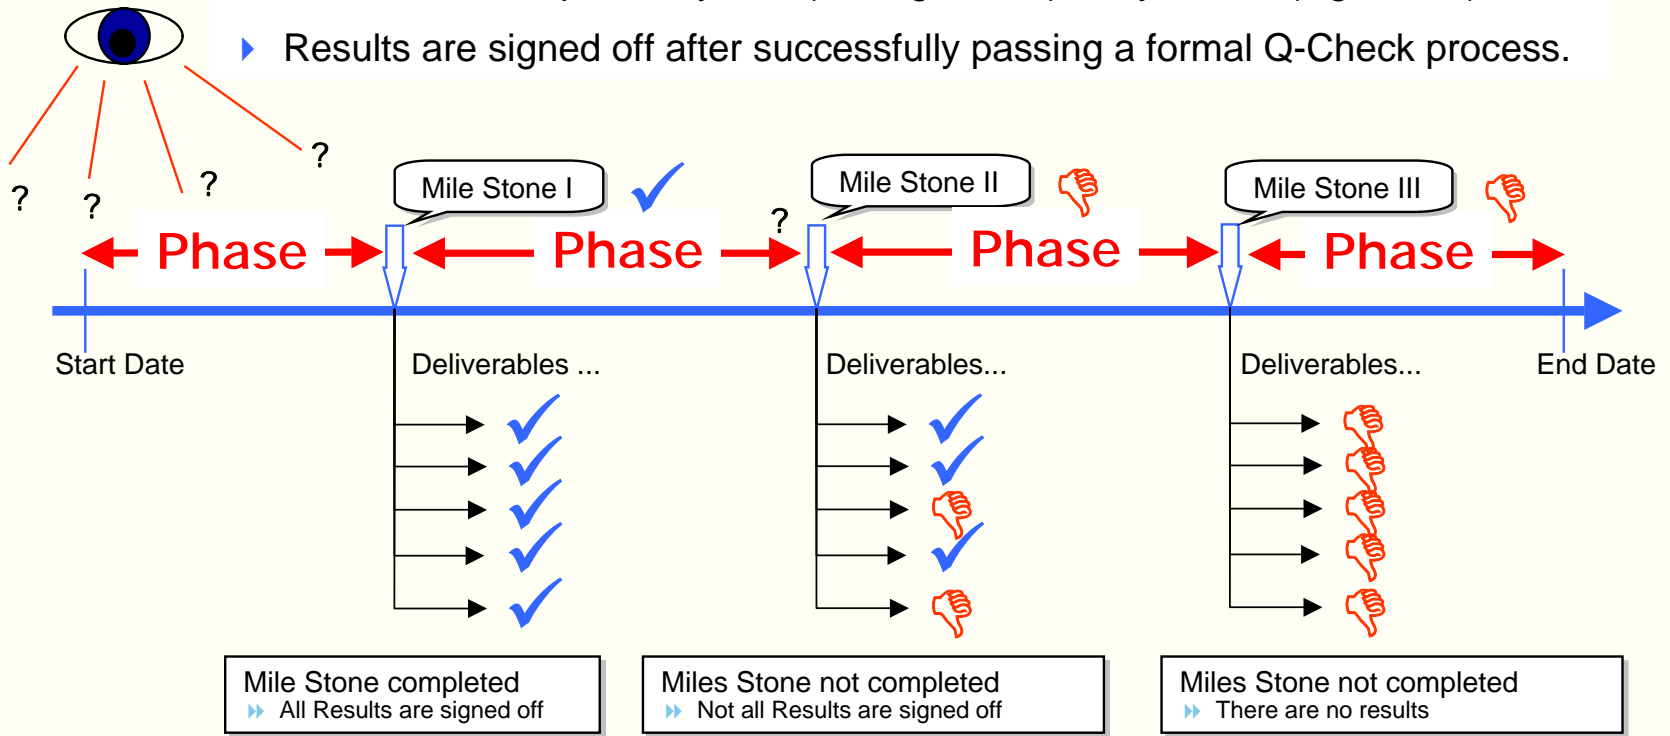 Results are signed off after successfully passing a formal Q-Check process.
? ? ? ?
Mile Stone I
Mile Stone II
Mile Stone III
?
Phase Phase Phase Phase
Start Date
Deliverables ...
Deliverables...
Deliverables...
End Date
Mile Stone completed
All Results are signed off
Miles Stone not completed
Not all Results are signed off
Miles Stone not completed
There are no results